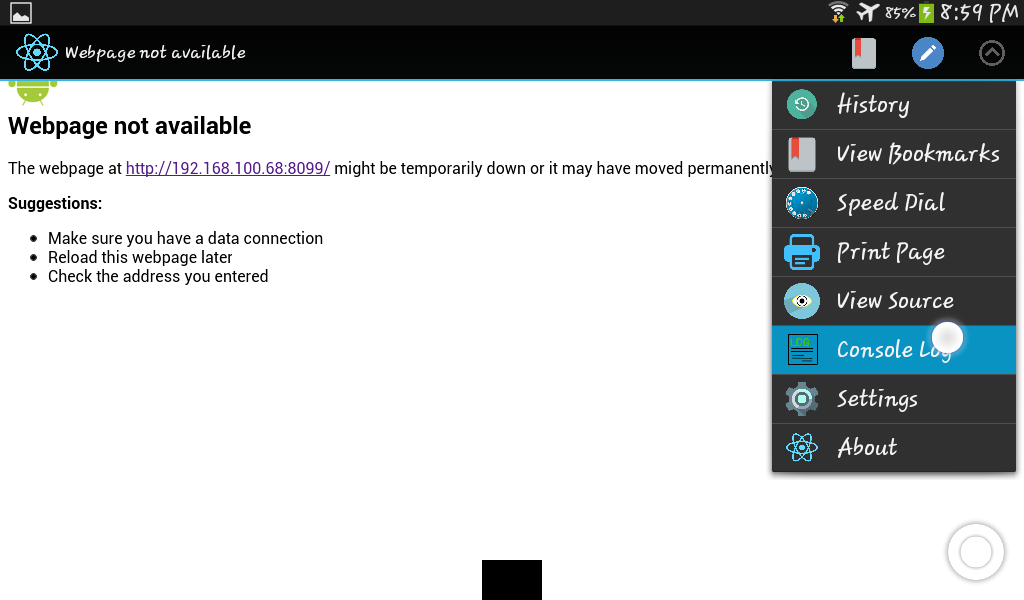 85% 8:59 PM
Webpage not available
Webpage not available
The webpage at http://192.168.100.68:8099/ might be temporarily down or it may have moved permanently
Suggestions:
Make sure you have a data connection
Reload this webpage later
Check the address you entered
History
View Bookmarks
Speed Dial
Print Page
View Source
LOG
Console Log
Settings
About